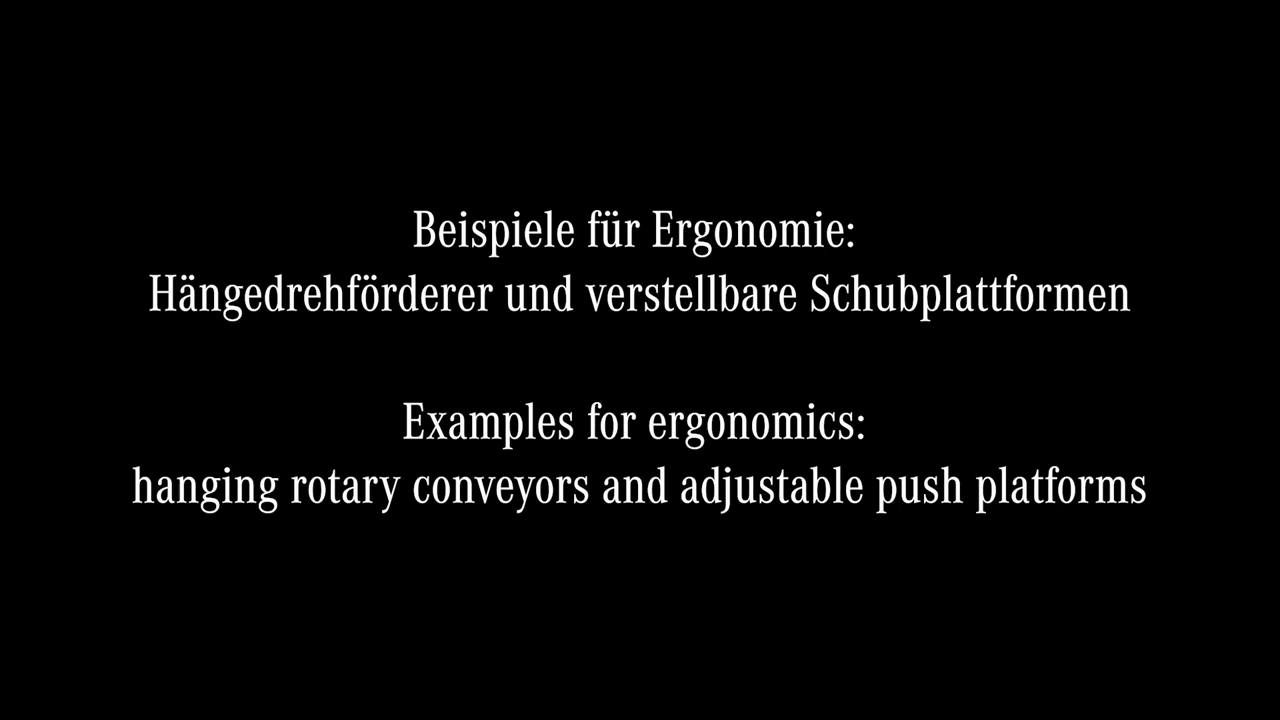 Beispiele für Ergonomie:
Hängedrehförderer und verstellbare Schubplattformen
Examples for ergonomics:
hanging rotary conveyors and adjustable push platforms